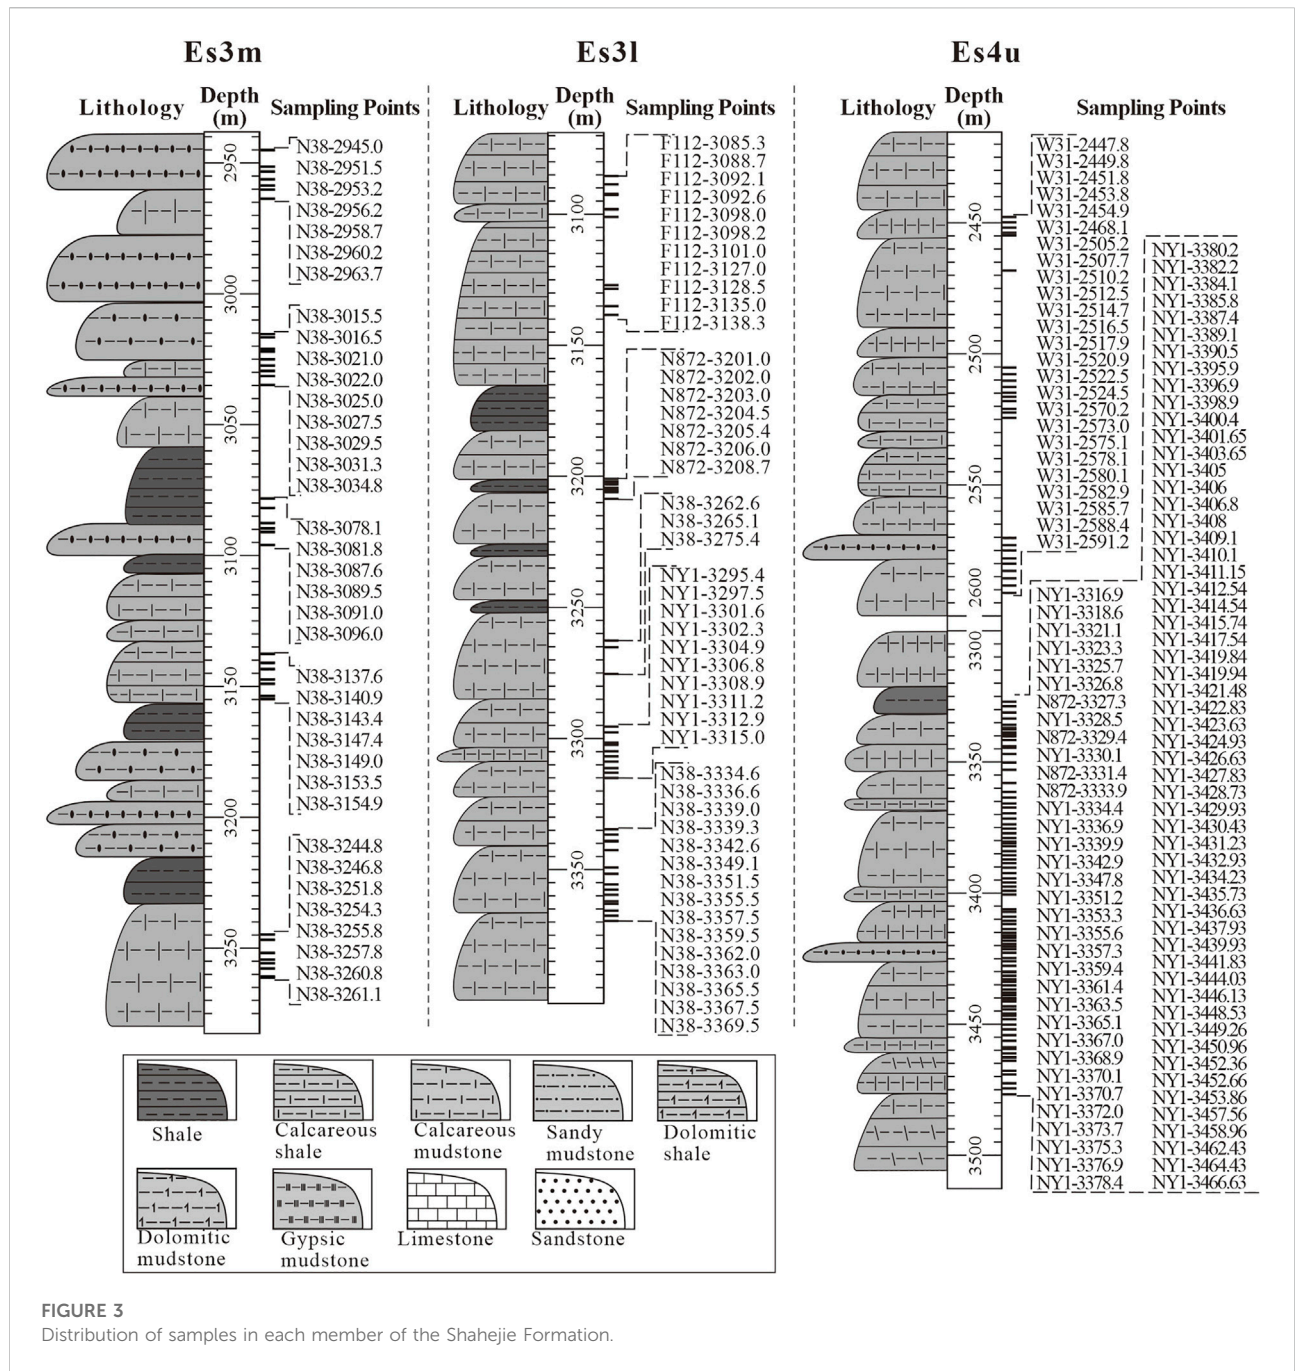 Es3m
Lithology
Depth
(m)
Sampling Points
2950
3000
3050
3100
3150
3200
3250
N38-2945.0
N38-2951.5
N38-2953.2
N38-2956.2
N38-2958.7
N38-2960.2
N38-2963.7
N38-3015.5
N38-3016.5
N38-3021.0
N38-3022.0
N38-3025.0
N38-3027.5
N38-3029.5
N38-3031.3
N38-3034.8
N38-3078.1
N38-3081.8
N38-3087.6
N38-3089.5
N38-3091.0
N38-3096.0
N38-3137.6
N38-3140.9
N38-3143.4
N38-3147.4
N38-3149.0
N38-3153.5
N38-3154.9
N38-3244.8
N38-3246.8
N38-3251.8
N38-3254.3
N38-3255.8
N38-3257.8
N38-3260.8
N38-3261.1
Es3l
Lithology
Depth
(m)
Sampling Points
3100
3150
3200
3250
3300
3350
F112-3085.3
F112-3088.7
F112-3092.1
F112-3092.6
F112-3098.0
F112-3098.2
F112-3101.0
F112-3127.0
F112-3128.5
F112-3135.0
F112-3138.3
N872-3201.0
N872-3202.0
N872-3203.0
N872-3204.5
N872-3205.4
N872-3206.0
N872-3208.7
N38-3262.6
N38-3265.1
N38-3275.4
NY1-3295.4
NY1-3297.5
NY1-3301.6
NY1-3302.3
NY1-3304.9
NY1-3306.8
NY1-3308.9
NY1-3311.2
NY1-3312.9
NY1-3315.0
N38-3334.6
N38-3336.6
N38-3339.0
N38-3339.3
N38-3342.6
N38-3349.1
N38-3351.5
N38-3355.5
N38-3357.5
N38-3359.5
N38-3362.0
N38-3363.0
N38-3365.5
N38-3367.5
N38-3369.5
Es4u
Lithology
Depth
(m)
Sampling Points
2450
2500
2550
2600
3300
3350
3400
3450
3500
W31-2447.8
W31-2449.8
W31-2451.8
W31-2453.8
W31-2454.9
W31-2468.1
W31-2505.2
W31-2507.7
W31-2510.2
W31-2512.5
W31-2514.7
W31-2516.5
W31-2517.9
W31-2520.9
W31-2522.5
W31-2524.5
W31-2570.2
W31-2573.0
W31-2575.1
W31-2578.1
W31-2580.1
W31-2582.9
W31-2585.7
W31-2588.4
W31-2591.2
NY1-3316.9
NY1-3318.6
NY1-3321.1
NY1-3323.3
NY1-3325.7
NY1-3326.8
N872-3327.3
NY1-3328.5
N872-3329.4
NY1-3330.1
N872-3331.4
N872-3333.9
NY1-3334.4
NY1-3336.9
NY1-3339.9
NY1-3342.9
NY1-3347.8
NY1-3351.2
NY1-3353.3
NY1-3355.6
NY1-3357.3
NY1-3359.4
NY1-3361.4
NY1-3363.5
NY1-3365.1
NY1-3367.0
NY1-3368.9
NY1-3370.1
NY1-3370.7
NY1-3372.0
NY1-3373.7
NY1-3375.3
NY1-3376.9
NY1-3378.4
NY1-3380.2
NY1-3382.2
NY1-3384.1
NY1-3385.8
NY1-3387.4
NY1-3389.1
NY1-3390.5
NY1-3395.9
NY1-3396.9
NY1-3398.9
NY1-3400.4
NY1-3401.65
NY1-3403.65
NY1-3405
NY1-3406
NY1-3406.8
NY1-3408
NY1-3409.1
NY1-3410.1
NY1-3411.15
NY1-3412.54
NY1-3414.54
NY1-3415.74
NY1-3417.54
NY1-3419.84
NY1-3419.94
NY1-3421.48
NY1-3422.83
NY1-3423.63
NY1-3424.93
NY1-3426.63
NY1-3427.83
NY1-3428.73
NY1-3429.93
NY1-3430.43
NY1-3431.23
NY1-3432.93
NY1-3434.23
NY1-3435.73
NY1-3436.63
NY1-3437.93
NY1-3439.93
NY1-3441.83
NY1-3444.03
NY1-3446.13
NY1-3448.53
NY1-3449.26
NY1-3450.96
NY1-3452.36
NY1-3452.66
NY1-3453.86
NY1-3457.56
NY1-3458.96
NY1-3462.43
NY1-3464.43
NY1-3466.63
Shale
Calcareous
shale
Calcareous
mudstone
Sandy
mudstone
Dolomitic
shale
Dolomitic
mudstone
Gypsic
mudstone
Limestone
Sandstone
FIGURE 3
Distribution of samples in each member of the Shahejie Formation.